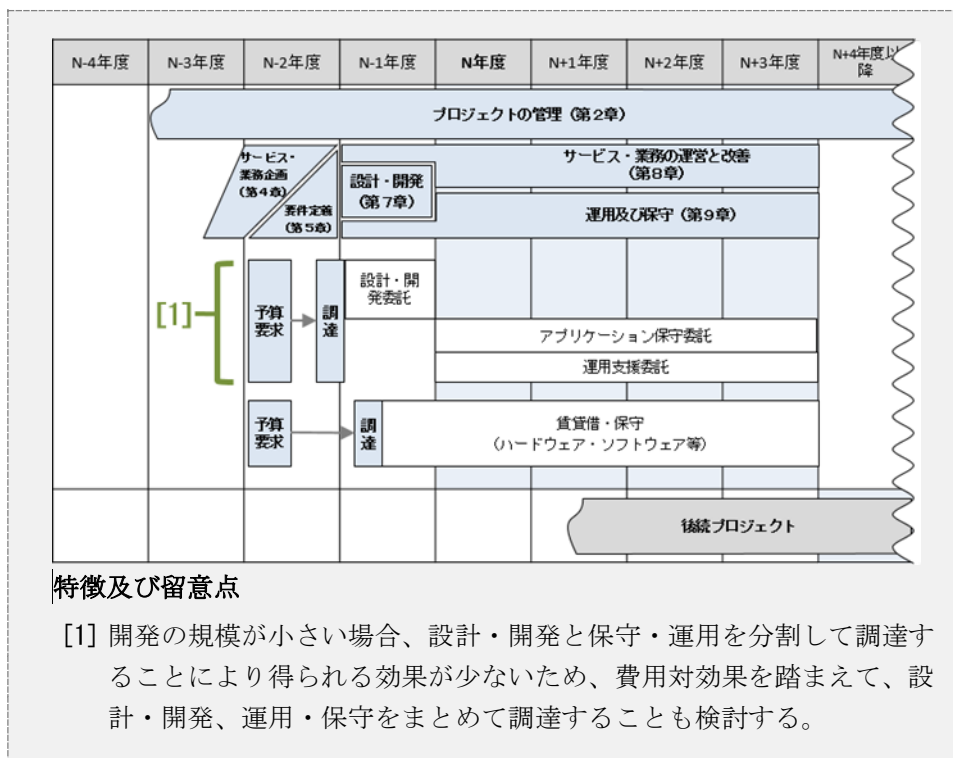 N-4年度 N-3年度 N-2年度 N-1年度 N年度 N+1年度 N+2年度 N+3年度 N+4年度以
降
プロジェクトの管理（第2章）
サービス・
業務企画
(第4章)
要件定義
(第5章)
設計・開発
(第7章)
サービス・業務の運営と改善
(第8章)
運用及び保守（第9章）
[1]
予算
要求
調
達
設計・開
発委託
アプリケーション保守委託
運用支援委託
予算
要求
調
達
賃貸借・保守
（ハードウェア・ソフトウェア等）
後続プロジェクト
特徴及び留意点
[1] 開発の規模が小さい場合、設計・開発と保守・運用を分割して調達す
ることにより得られる効果が少ないため、費用対効果を踏まえて、設
計・開発、運用・保守をまとめて調達することも検討する。